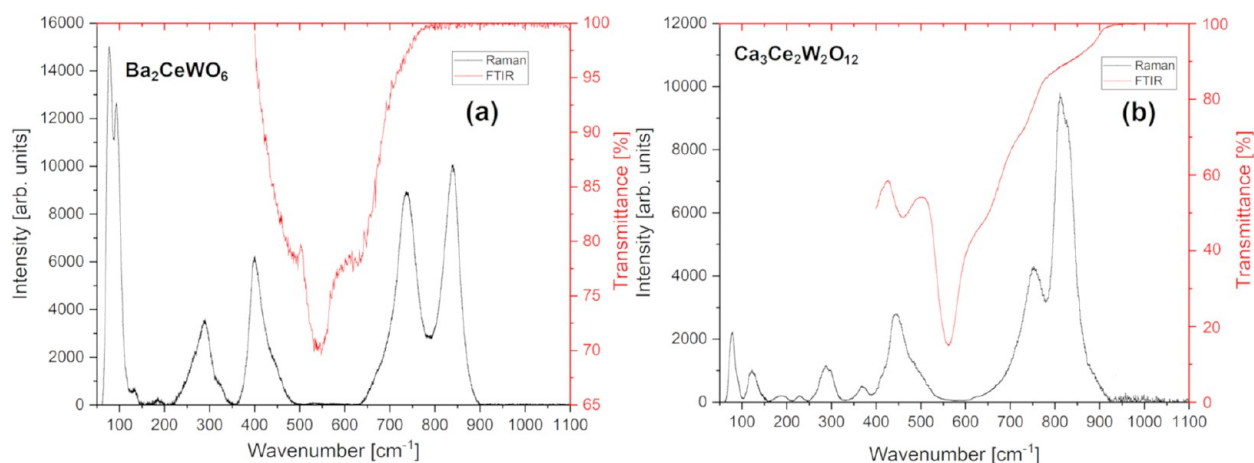 16000
14000
12000
10000
8000
6000
4000
2000
0
Intensity [arb. units]
Ba₂CeWO₆
Raman
FTIR
(a)
100
95
90
85
80
75
70
65
Transmittance [%]
100 200 300 400 500 600 700 800 900 1000 1100
Wavenumber [cm⁻¹]
12000
10000
8000
6000
4000
2000
0
Intensity [arb. units]
Ca₃Ce₂W₂O₁₂
Raman
FTIR
(b)
100
80
60
40
20
0
Transmittance [%]
100 200 300 400 500 600 700 800 900 1000 1100
Wavenumber [cm⁻¹]